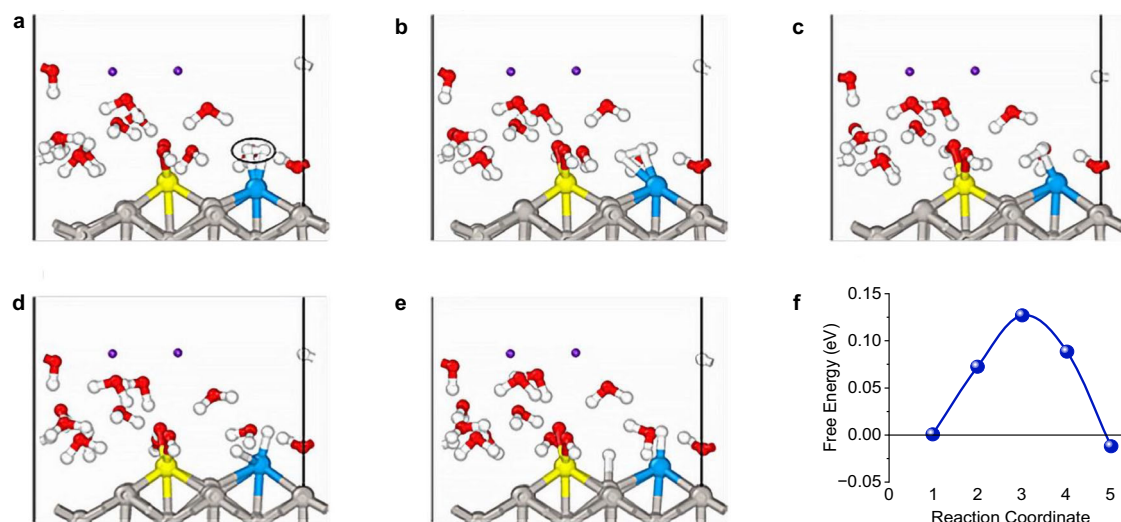 a
b
c
d
e
f
0.15
0.10
0.05
0.00
−0.05
0 1 2 3 4 5
Free Energy (eV)
Reaction Coordinate